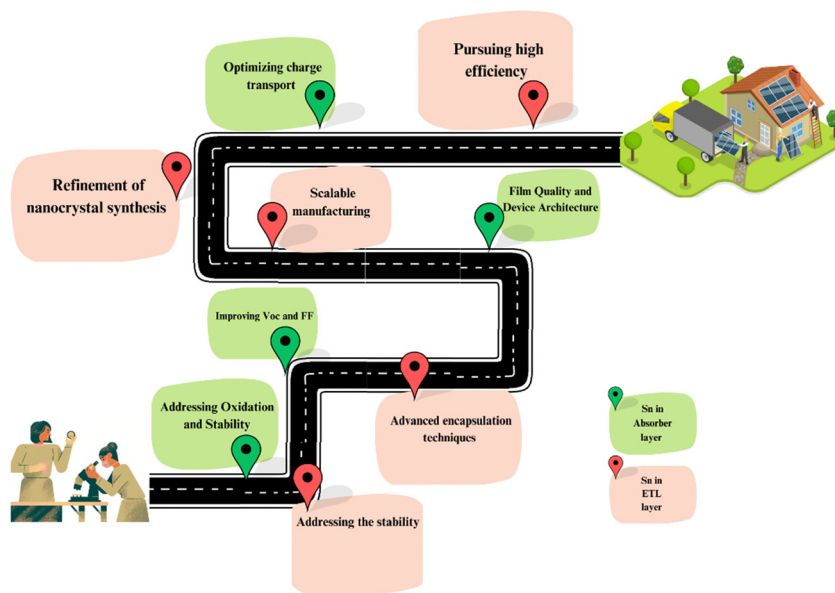 Pursuing high
efficiency
Optimizing charge
transport
Refinement of
nanocrystal synthesis
Scalable
manufacturing
Film Quality and
Device Architecture
Improving Voc and FF
Addressing Oxidation
and Stability
Advanced encapsulation
techniques
Addressing the stability
Sn in
Absorber
layer
Sn in
ETL
layer